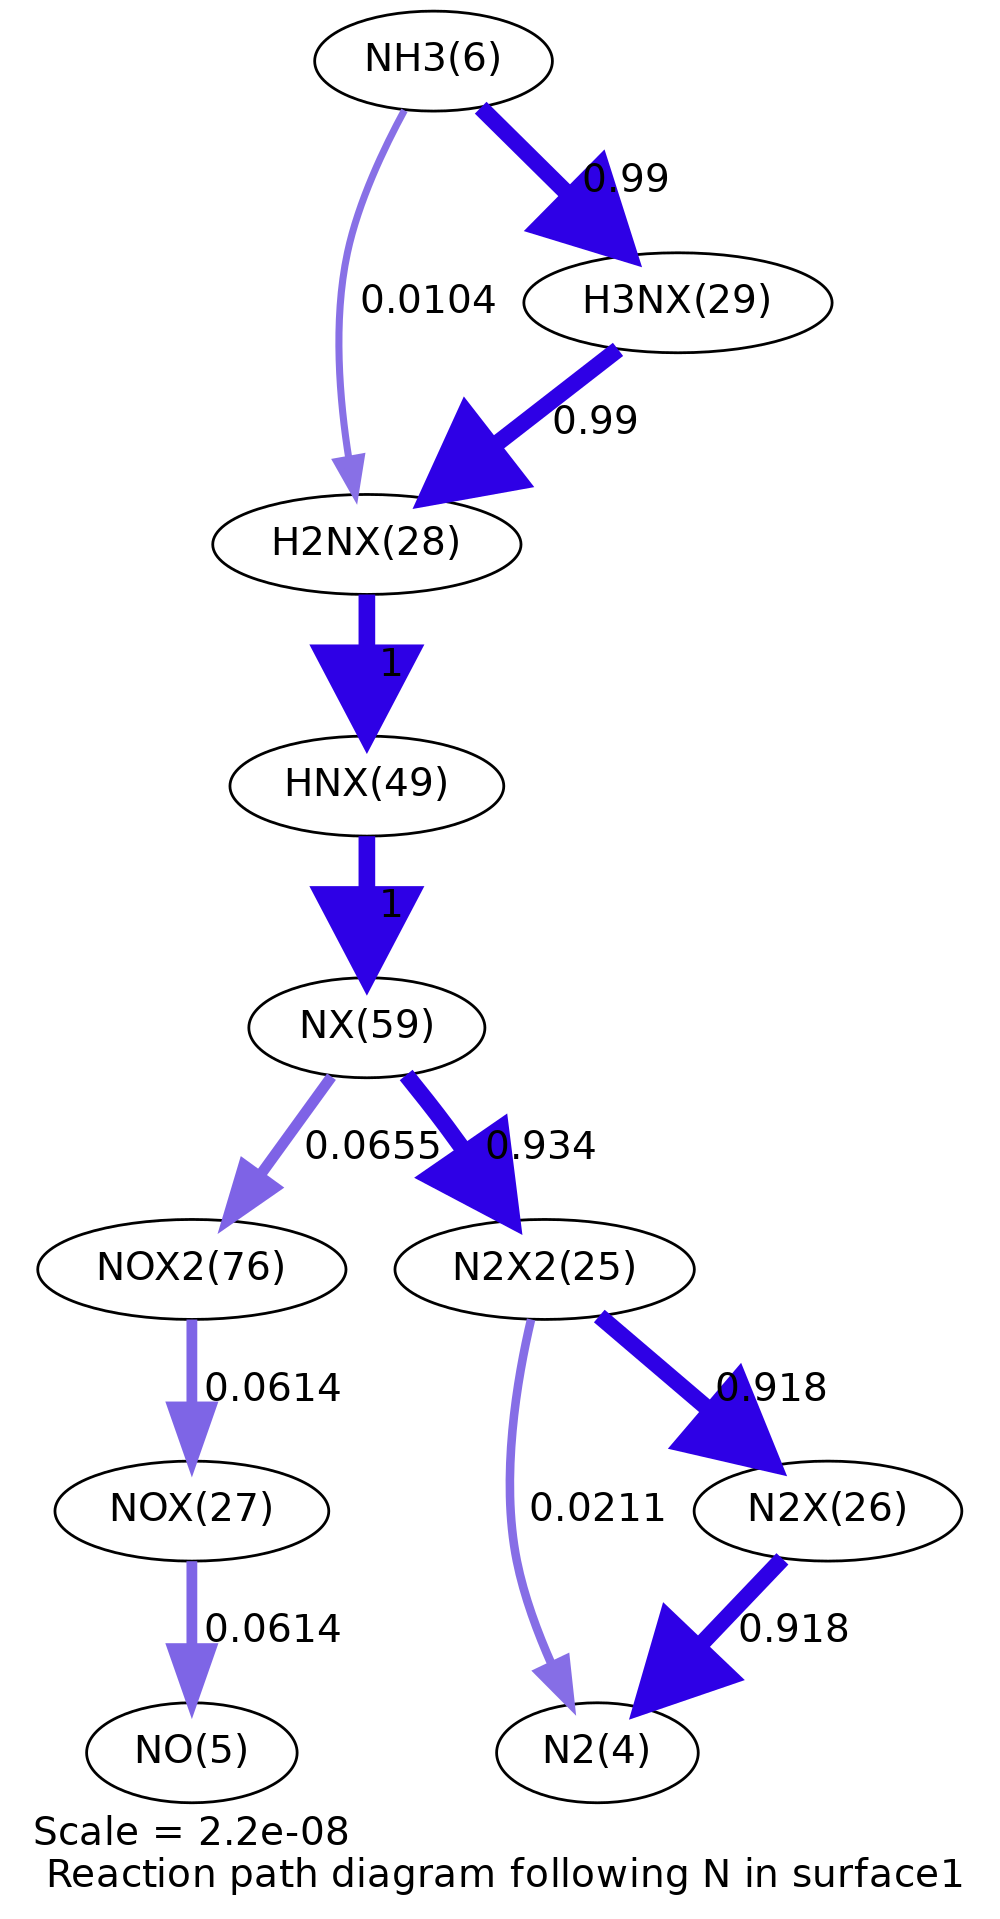 NH3(6)
0.99
0.0104
H3NX(29)
0.99
H2NX(28)
1
HNX(49)
1
NX(59)
0.0655
0.934
NOX2(76)
N2X2(25)
0.0614
0.918
NOX(27)
0.0211
N2X(26)
0.0614
0.918
NO(5)
N2(4)
Scale = 2.2e-08
Reaction path diagram following N in surface1